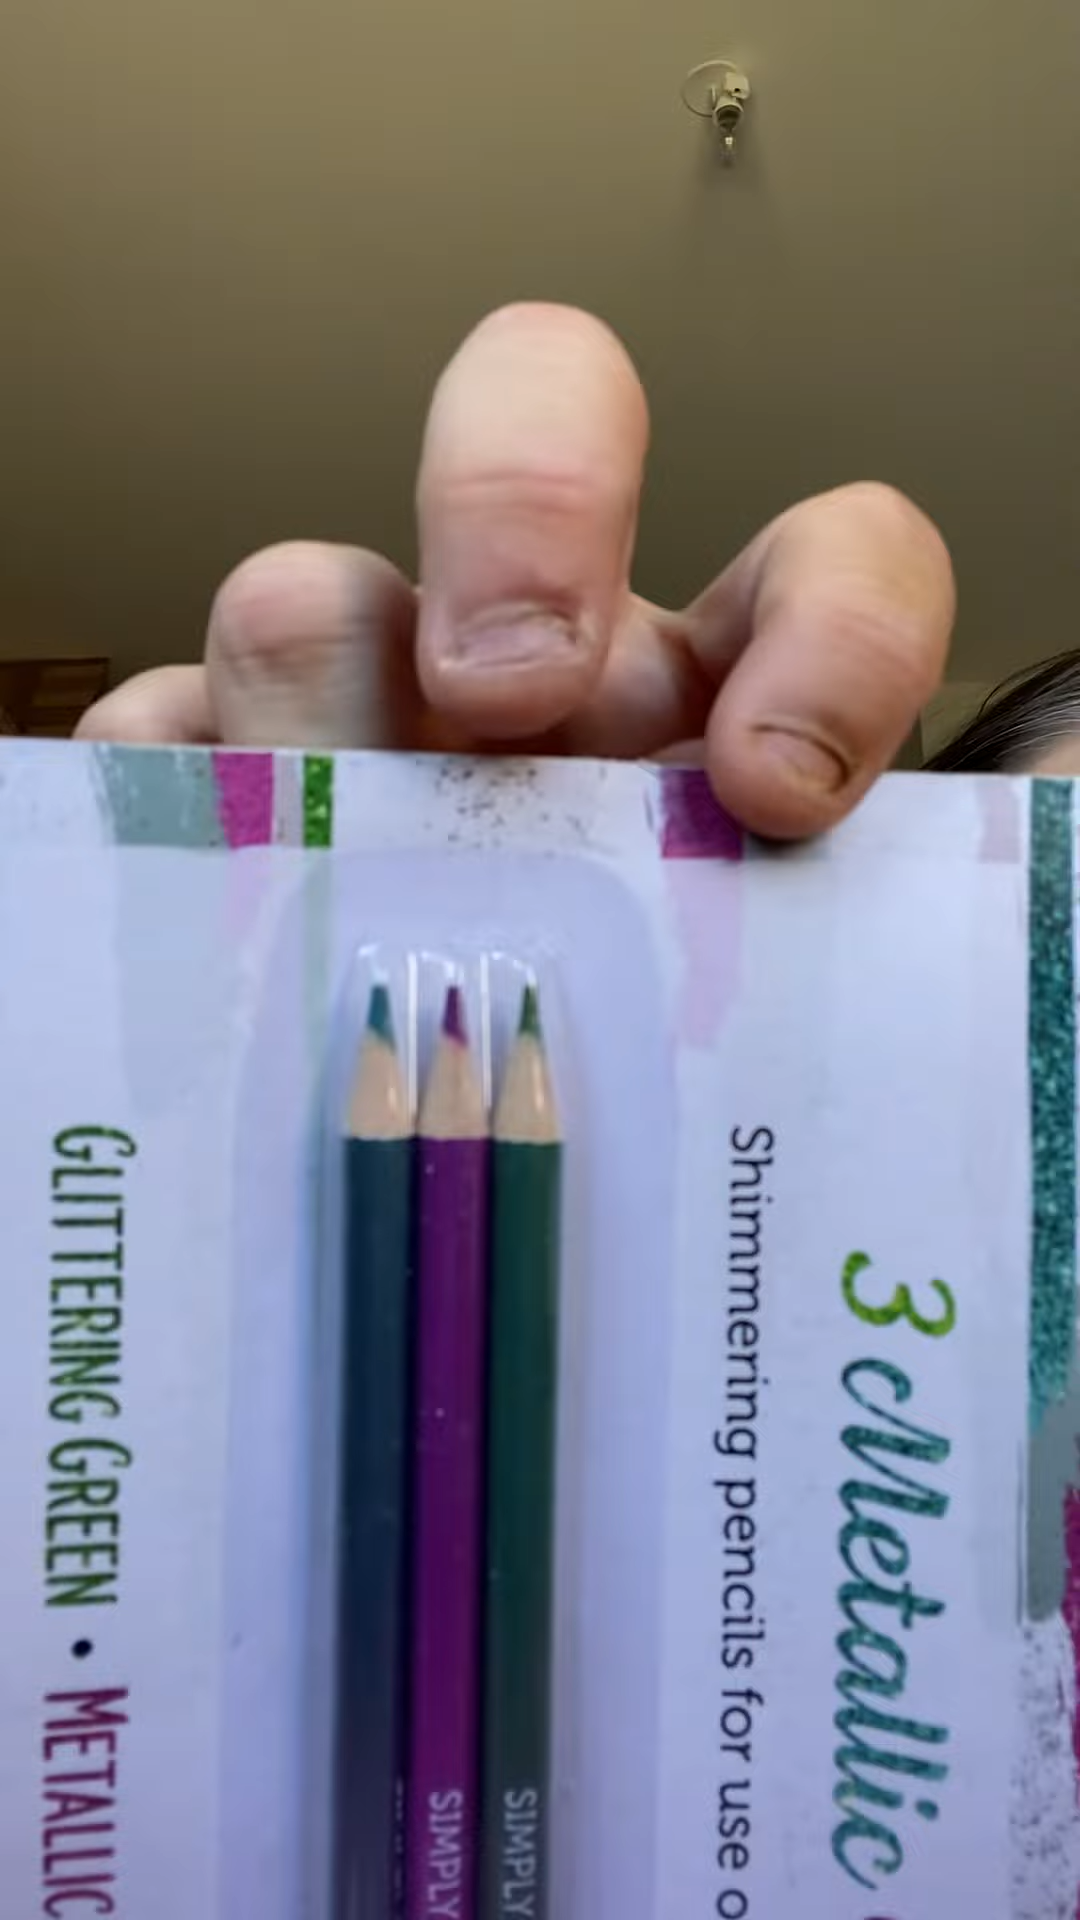 3 Metallic
Shimmering pencils for use o
SIMPLY
SIMPLY
GLITTERING GREEN • METALLIC